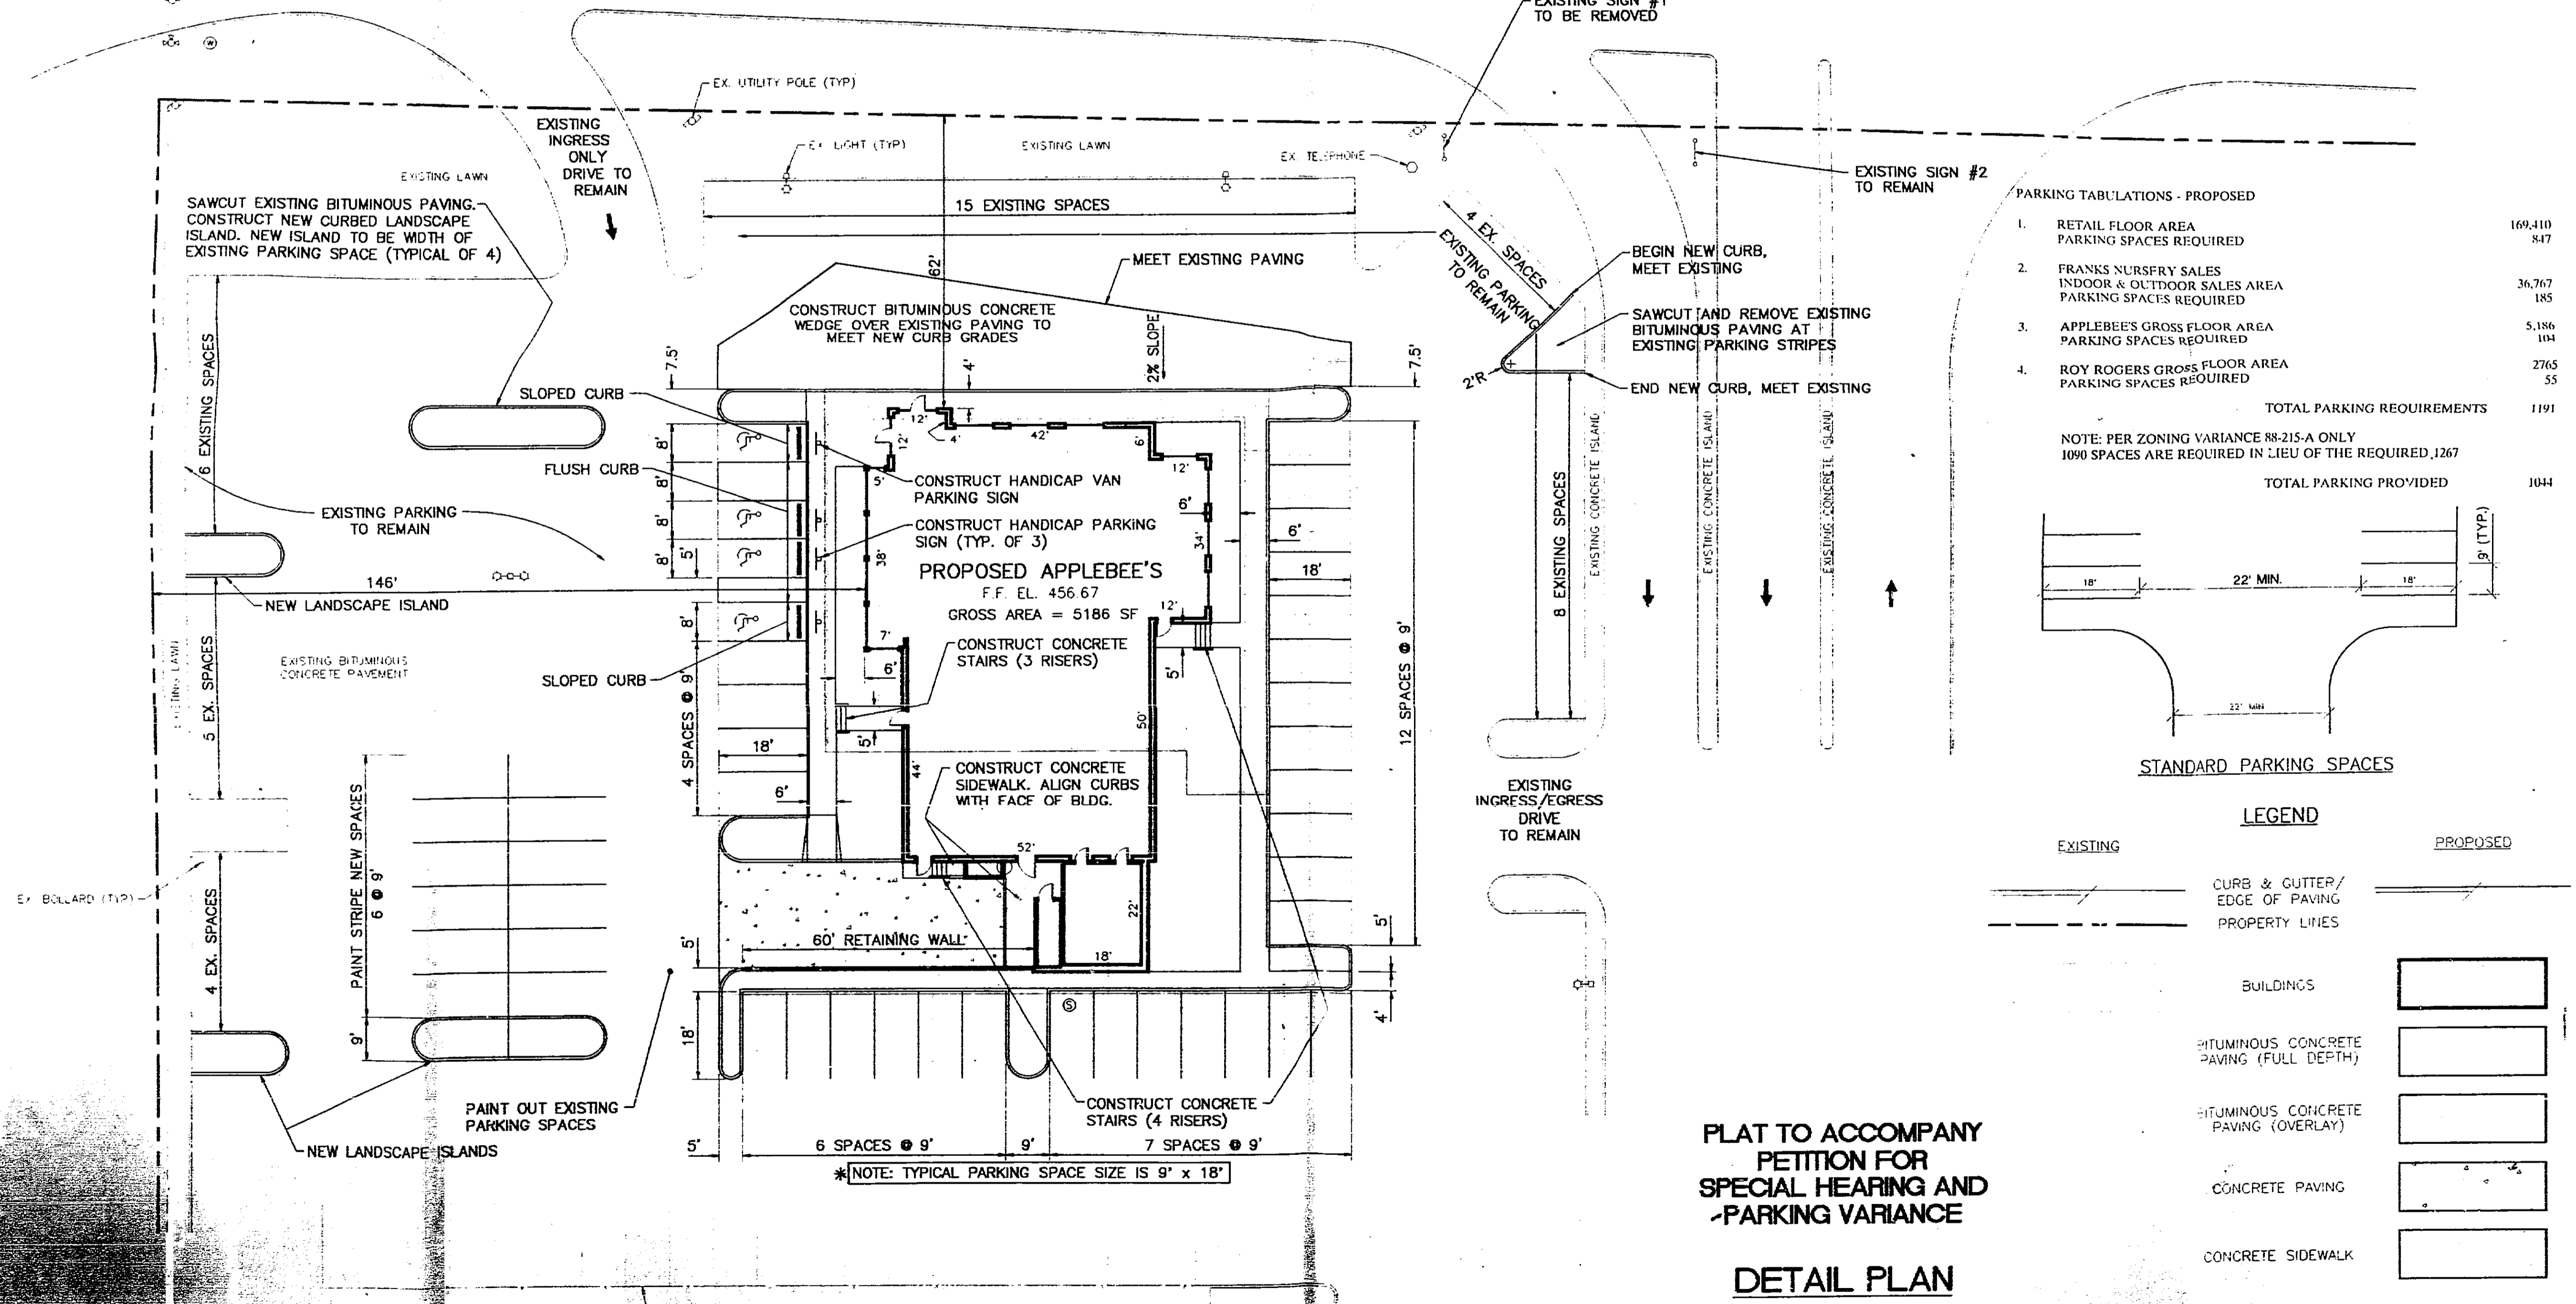 EXISTING SIGN #1
TO BE REMOVED
W
EX. UTILITY POLE (TYP)
EXISTING
INGRESS
ONLY
DRIVE TO
REMAIN
EX. LIGHT (TYP)
EXISTING LAWN
EX. TELEPHONE
EXISTING SIGN #2
TO REMAIN
EXISTING LAWN
SAWCUT EXISTING BITUMINOUS PAVING.
CONSTRUCT NEW CURBED LANDSCAPE
ISLAND. NEW ISLAND TO BE WIDTH OF
EXISTING PARKING SPACE (TYPICAL OF 4)
15 EXISTING SPACES
4 EX. SPACES
EXISTING PARKING
TO REMAIN
62'
MEET EXISTING PAVING
BEGIN NEW CURB,
MEET EXISTING
CONSTRUCT BITUMINOUS CONCRETE
WEDGE OVER EXISTING PAVING TO
MEET NEW CURB GRADES
2% SLOPE
SAWCUT AND REMOVE EXISTING
BITUMINOUS PAVING AT
EXISTING PARKING STRIPES
2'R
END NEW CURB, MEET EXISTING
PARKING TABULATIONS - PROPOSED
1. RETAIL FLOOR AREA 169,410
PARKING SPACES REQUIRED 847
2. FRANKS NURSERY SALES
INDOOR & OUTDOOR SALES AREA 36,767
PARKING SPACES REQUIRED 185
3. APPLEBEE'S GROSS FLOOR AREA 5,186
PARKING SPACES REQUIRED 104
4. ROY ROGERS GROSS FLOOR AREA 2765
PARKING SPACES REQUIRED 55
TOTAL PARKING REQUIREMENTS 1191
NOTE: PER ZONING VARIANCE 88-215-A ONLY
1090 SPACES ARE REQUIRED IN LIEU OF THE REQUIRED 1267
TOTAL PARKING PROVIDED 1044
6 EXISTING SPACES
7.5'
4'
7.5'
SLOPED CURB
12'
12'
4'
42'
6'
12'
FLUSH CURB
8'
8'
8'
8'
5'
8'
5'
CONSTRUCT HANDICAP VAN
PARKING SIGN
EXISTING PARKING
TO REMAIN
CONSTRUCT HANDICAP PARKING
SIGN (TYP. OF 3)
38'
6'
34'
6'
18'
PROPOSED APPLEBEE'S
F.F. EL. 456.67
GROSS AREA = 5186 SF
12'
146'
NEW LANDSCAPE ISLAND
8 EXISTING SPACES
EXISTING CONCRETE ISLAND
EXISTING CONCRETE ISLAND
EXISTING CONCRETE ISLAND
18'
22' MIN.
18'
9' (TYP.)
22' MIN
STANDARD PARKING SPACES
EXISTING LAWN
5 EX. SPACES
EXISTING BITUMINOUS
CONCRETE PAVEMENT
SLOPED CURB
7'
6'
CONSTRUCT CONCRETE
STAIRS (3 RISERS)
5'
4 SPACES @ 9'
5'
50'
12 SPACES @ 9'
18'
6'
44'
CONSTRUCT CONCRETE
SIDEWALK. ALIGN CURBS
WITH FACE OF BLDG.
52'
EXISTING
INGRESS/EGRESS
DRIVE
TO REMAIN
EX. BOLLARD (TYP)
4 EX. SPACES
PAINT STRIPE NEW SPACES
6 @ 9'
9'
5'
60' RETAINING WALL
22'
18'
5'
4'
18'
S
LEGEND
EXISTING
PROPOSED
CURB & GUTTER/
EDGE OF PAVING
PROPERTY LINES
BUILDINGS
BITUMINOUS CONCRETE
PAVING (FULL DEPTH)
BITUMINOUS CONCRETE
PAVING (OVERLAY)
CONCRETE PAVING
CONCRETE SIDEWALK
PAINT OUT EXISTING
PARKING SPACES
NEW LANDSCAPE ISLANDS
CONSTRUCT CONCRETE
STAIRS (4 RISERS)
5'
6 SPACES @ 9'
9'
7 SPACES @ 9'
*NOTE: TYPICAL PARKING SPACE SIZE IS 9' x 18'
PLAT TO ACCOMPANY
PETITION FOR
SPECIAL HEARING AND
PARKING VARIANCE
DETAIL PLAN